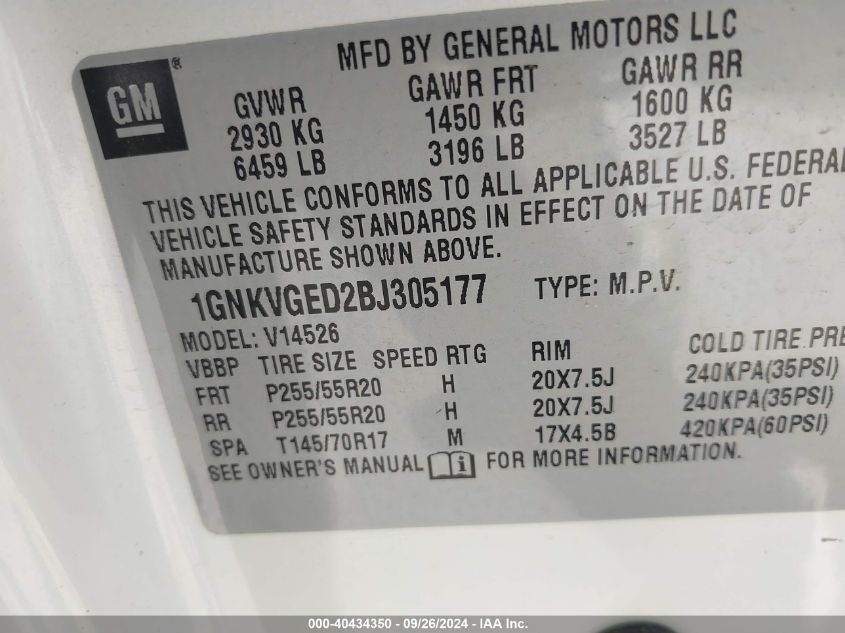 MFD BY GENERAL MOTORS LLC
GM®
GVWR GAWR FRT GAWR RR
2930 KG 1450 KG 1600 KG
6459 LB 3196 LB 3527 LB
THIS VEHICLE CONFORMS TO ALL APPLICABLE U.S. FEDERAL
VEHICLE SAFETY STANDARDS IN EFFECT ON THE DATE OF
MANUFACTURE SHOWN ABOVE.
1GNKVGED2BJ305177 TYPE: M.P.V.
MODEL: V14526
VBBP TIRE SIZE SPEED RTG RIM COLD TIRE PRE
FRT P255/55R20 H 20X7.5J 240KPA(35PSI)
RR P255/55R20 H 20X7.5J 240KPA(35PSI)
SPA T145/70R17 M 17X4.5B 420KPA(60PSI)
SEE OWNER'S MANUAL i FOR MORE INFORMATION.
000-40434350 - 09/26/2024 - IAA Inc.